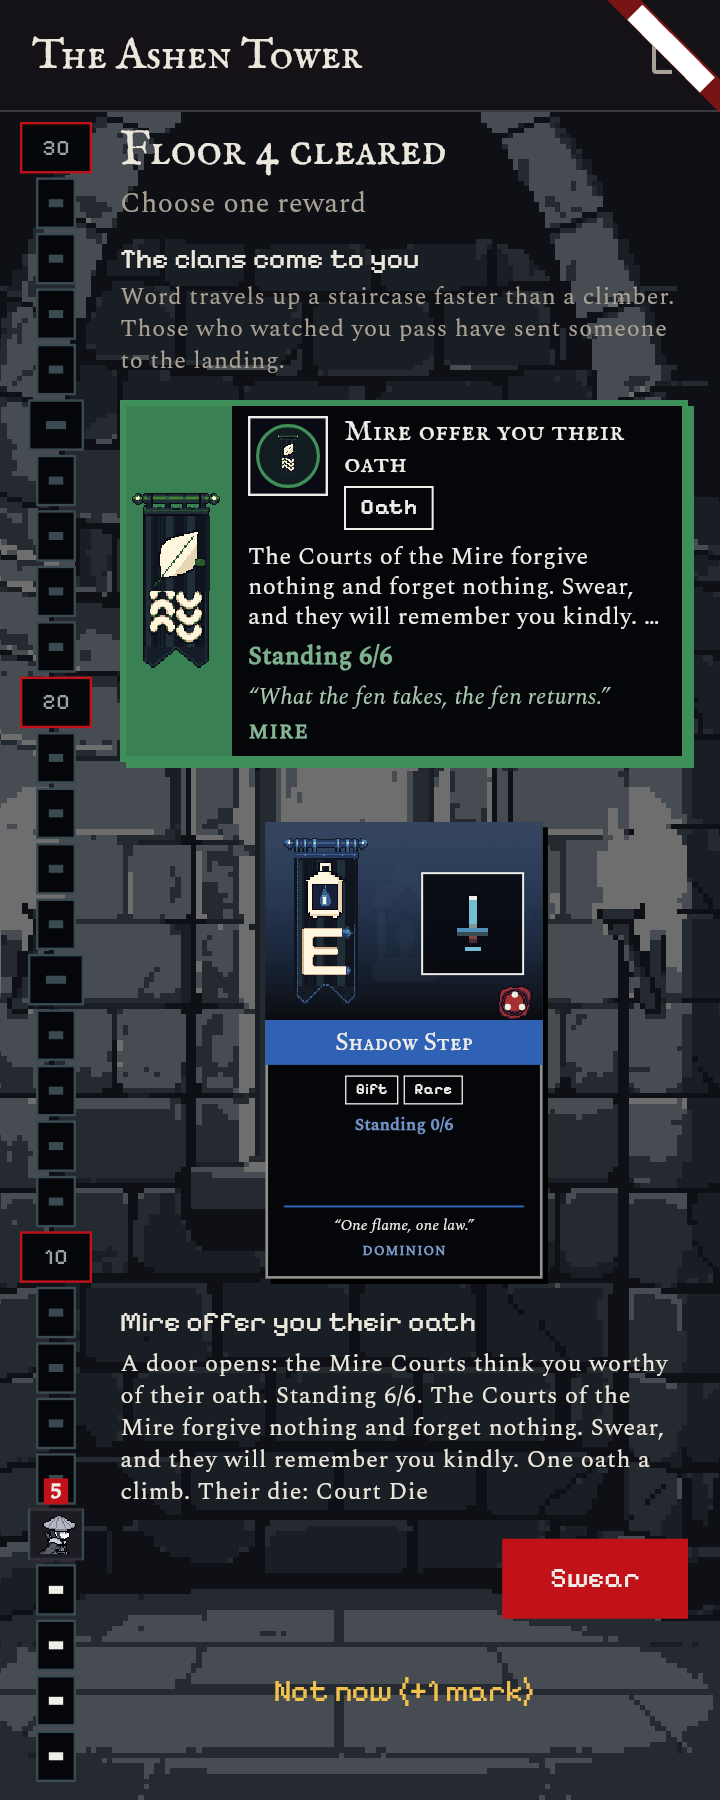 The Ashen Tower
30
Floor 4 cleared
Choose one reward
The clans come to you
Word travels up a staircase faster than a climber.
Those who watched you pass have sent someone
to the landing.
Mire offer you their
oath
Oath
The Courts of the Mire forgive
nothing and forget nothing. Swear,
and they will remember you kindly. …
Standing 6/6
“What the fen takes, the fen returns.”
MIRE
20
E
Shadow Step
Gift Rare
Standing 0/6
“One flame, one law.”
DOMINION
10
Mire offer you their oath
A door opens: the Mire Courts think you worthy
of their oath. Standing 6/6. The Courts of the
Mire forgive nothing and forget nothing. Swear,
and they will remember you kindly. One oath a
climb. Their die: Court Die
5
Swear
Not now (+1 mark)